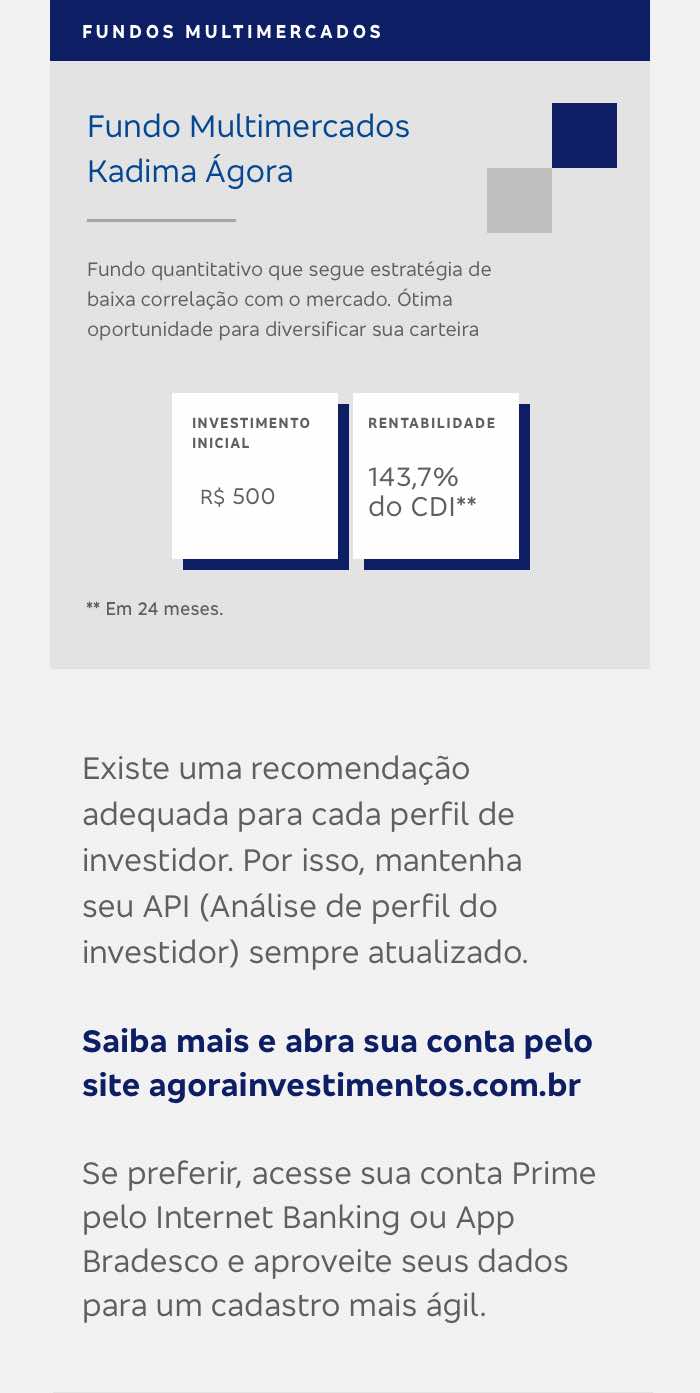 FUNDOS MULTIMERCADOS
Fundo Multimercados
Kadima Ágora
Fundo quantitativo que segue estratégia de
baixa correlação com o mercado. Ótima
oportunidade para diversificar sua carteira
INVESTIMENTO
INICIAL
R$ 500
RENTABILIDADE
143,7%
do CDI**
** Em 24 meses.
Existe uma recomendação
adequada para cada perfil de
investidor. Por isso, mantenha
seu API (Análise de perfil do
investidor) sempre atualizado.
Saiba mais e abra sua conta pelo
site agorainvestimentos.com.br
Se preferir, acesse sua conta Prime
pelo Internet Banking ou App
Bradesco e aproveite seus dados
para um cadastro mais ágil.